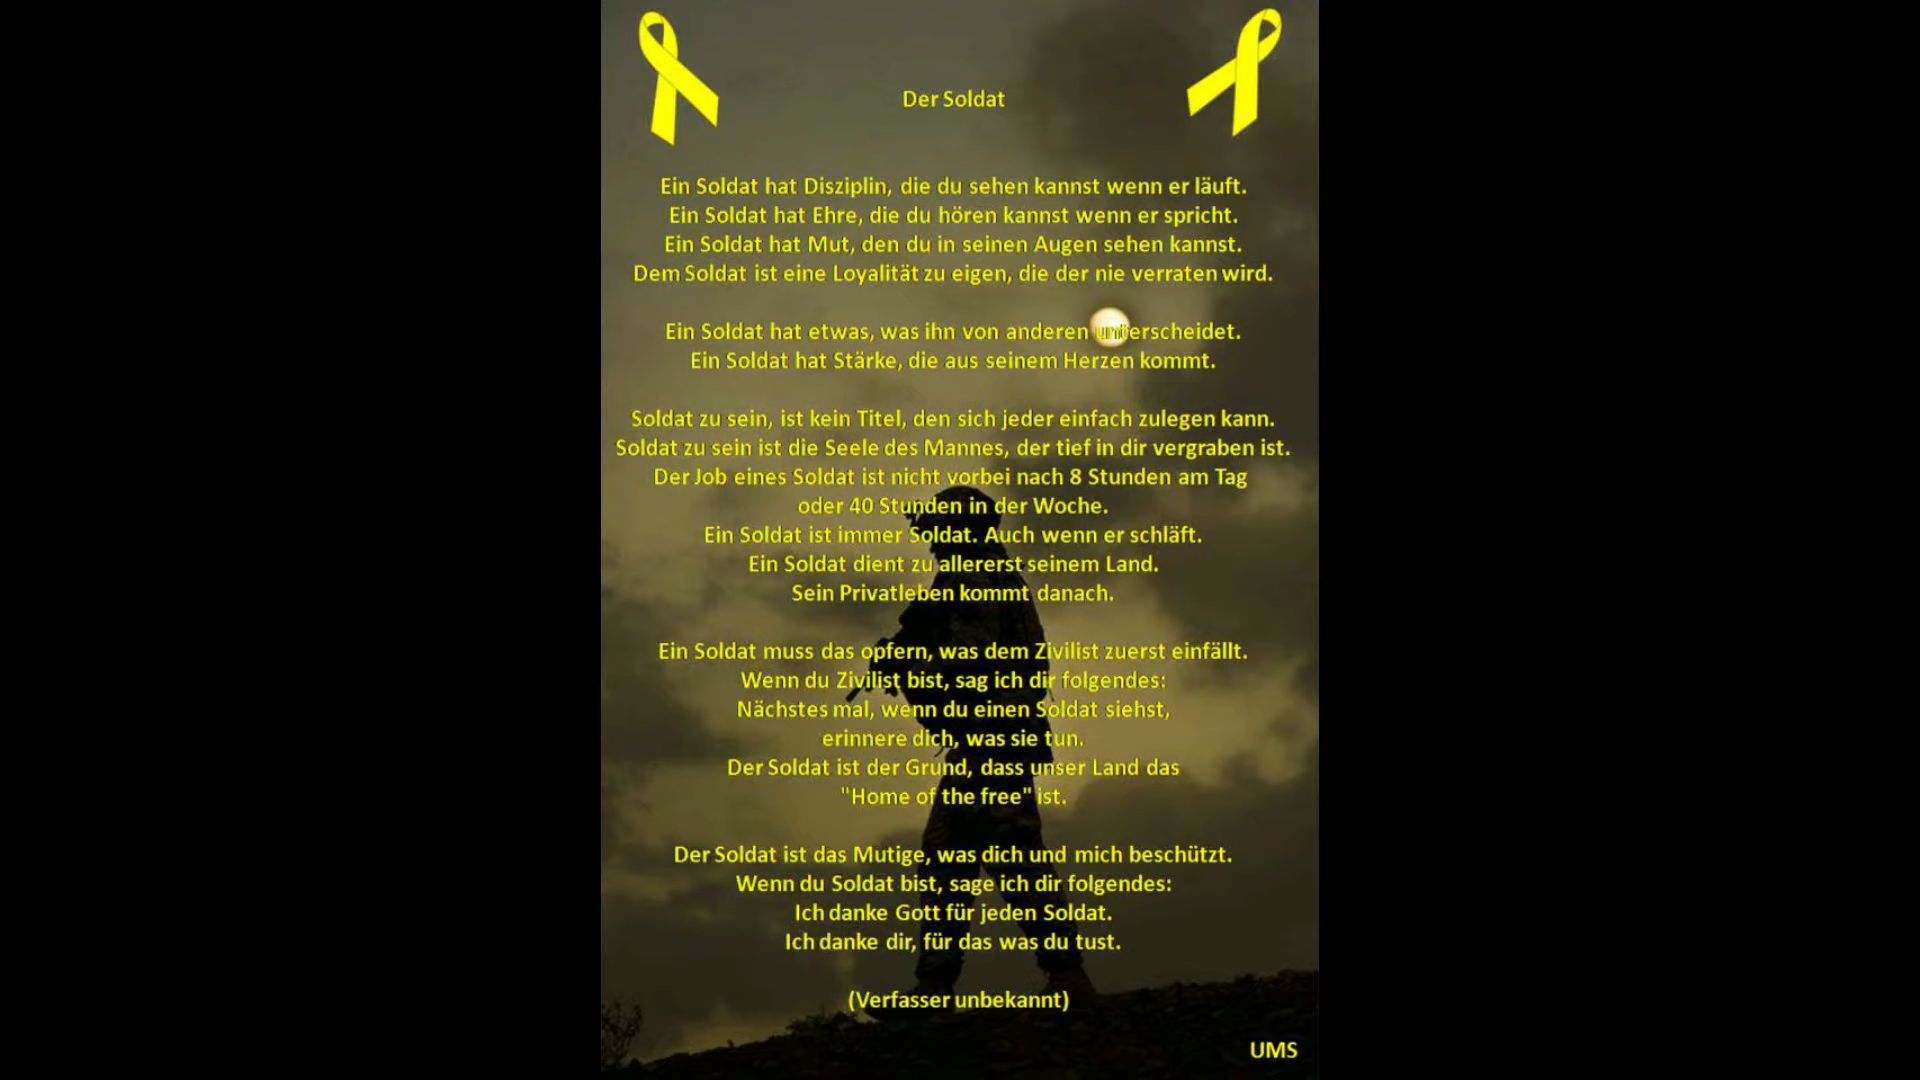 Der Soldat
Ein Soldat hat Disziplin, die du sehen kannst wenn er läuft.
Ein Soldat hat Ehre, die du hören kannst wenn er spricht.
Ein Soldat hat Mut, den du in seinen Augen sehen kannst.
Dem Soldat ist eine Loyalität zu eigen, die der nie verraten wird.
Ein Soldat hat etwas, was ihn von anderen unterscheidet.
Ein Soldat hat Stärke, die aus seinem Herzen kommt.
Soldat zu sein, ist kein Titel, den sich jeder einfach zulegen kann.
Soldat zu sein ist die Seele des Mannes, der tief in dir vergraben ist.
Der Job eines Soldat ist nicht vorbei nach 8 Stunden am Tag
oder 40 Stunden in der Woche.
Ein Soldat ist immer Soldat. Auch wenn er schläft.
Ein Soldat dient zu allererst seinem Land.
Sein Privatleben kommt danach.
Ein Soldat muss das opfern, was dem Zivilist zuerst einfällt.
Wenn du Zivilist bist, sag ich dir folgendes:
Nächstes mal, wenn du einen Soldat siehst,
erinnere dich, was sie tun.
Der Soldat ist der Grund, dass unser Land das
"Home of the free" ist.
Der Soldat ist das Mutige, was dich und mich beschützt.
Wenn du Soldat bist, sage ich dir folgendes:
Ich danke Gott für jeden Soldat.
Ich danke dir, für das was du tust.
(Verfasser unbekannt)
UMS